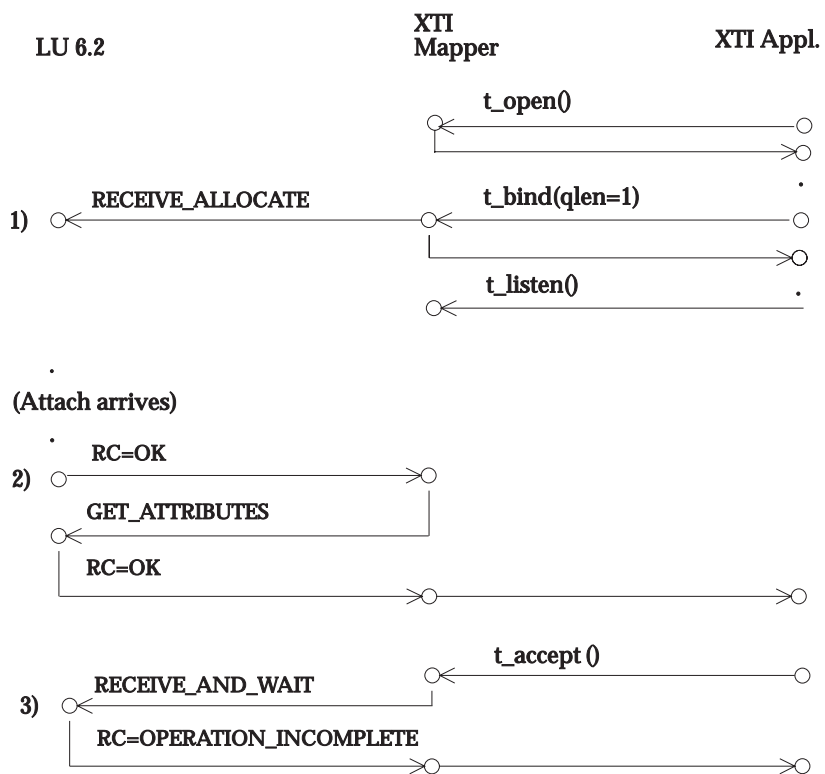 LU 6.2
XTI
Mapper
XTI Appl.
t_open()
RECEIVE_ALLOCATE
t_bind(qlen=1)
1)
t_listen()
(Attach arrives)
RC=OK
2)
GET_ATTRIBUTES
RC=OK
t_accept ()
RECEIVE_AND_WAIT
3)
RC=OPERATION_INCOMPLETE